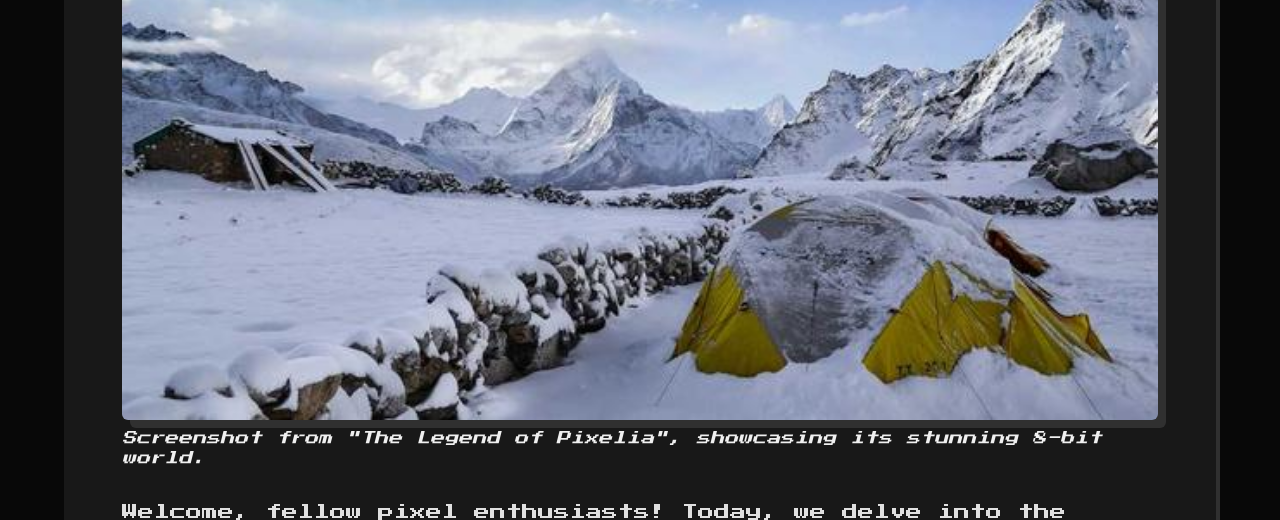 Screenshot from "The Legend of Pixelia", showcasing its stunning 8-bit
world.
Welcome, fellow pixel enthusiasts! Today, we delve into the